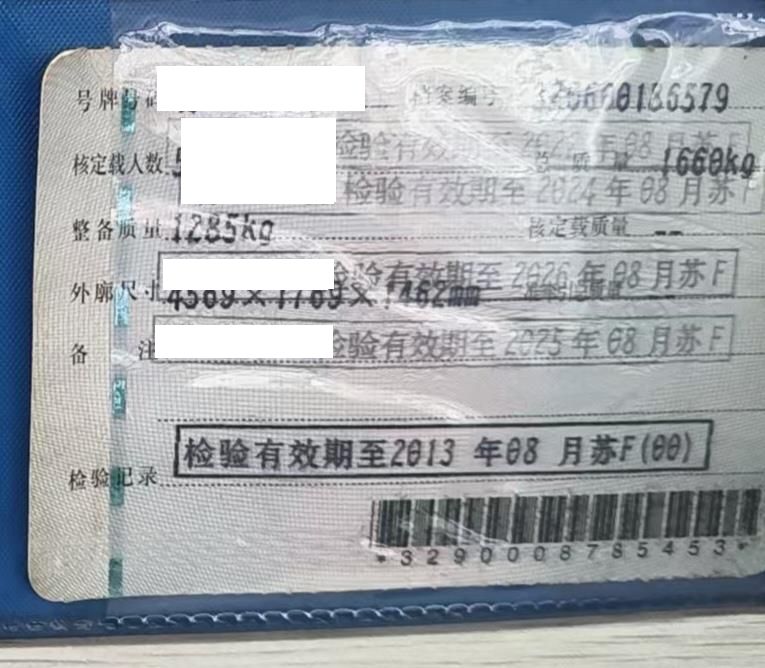 号牌号码 档案编号 320600186579
检验有效期至2022年08月苏F
核定载人数 5 总质量 1660kg
检验有效期至2024年08月苏F
整备质量 1285kg 核定载质量 --
检验有效期至2026年08月苏F
外廓尺寸 4569×1769×1462mm
备注 检验有效期至2025年08月苏F
检验有效期至2013年08月苏F(00)
检验记录
*3290000878545 3*